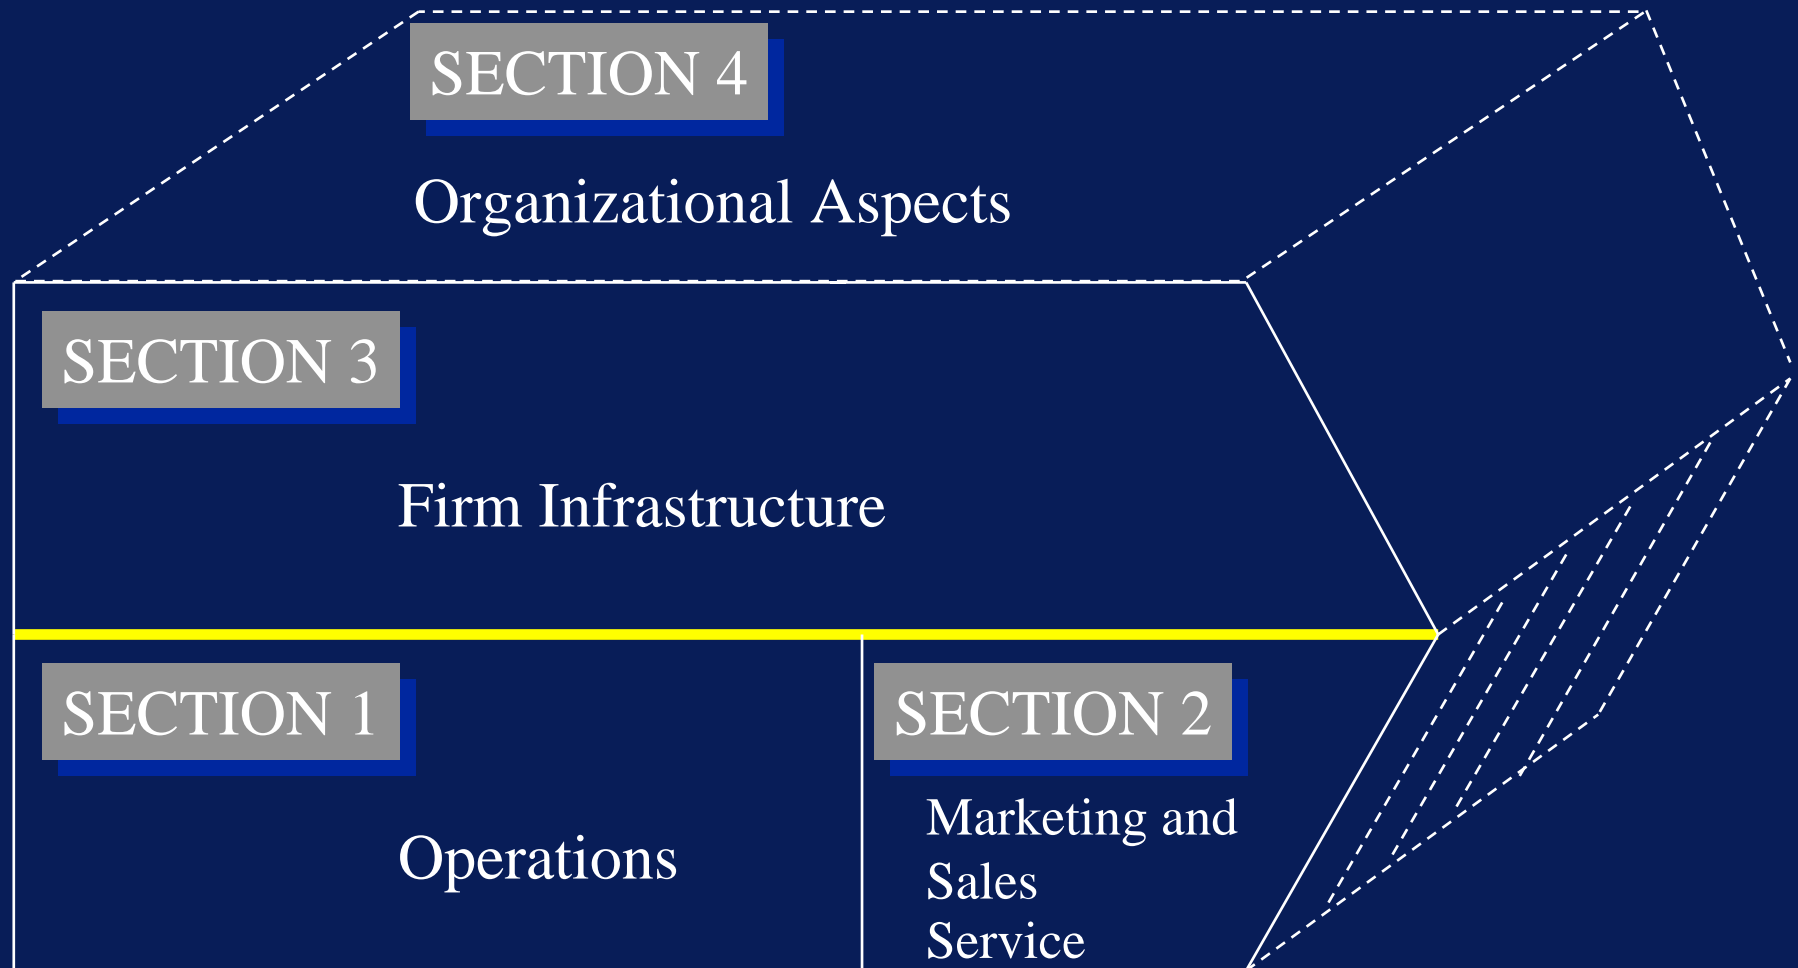 SECTION 4
Organizational Aspects
SECTION 3
Firm Infrastructure
SECTION 1
Operations
SECTION 2
Marketing and
Sales
Service